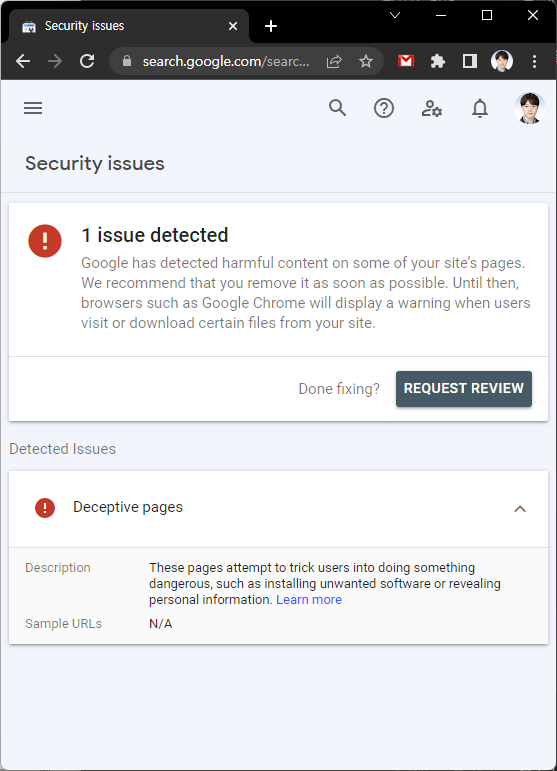 Security issues
search.google.com/searc...
Security issues
1 issue detected
Google has detected harmful content on some of your site's pages.
We recommend that you remove it as soon as possible. Until then,
browsers such as Google Chrome will display a warning when users
visit or download certain files from your site.
Done fixing? REQUEST REVIEW
Detected Issues
Deceptive pages
Description These pages attempt to trick users into doing something
dangerous, such as installing unwanted software or revealing
personal information. Learn more
Sample URLs N/A